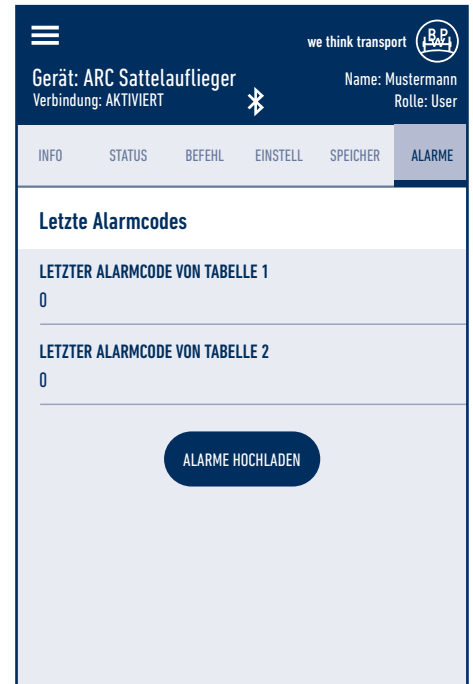 we think transport
BPW
Gerät: ARC Sattelauflieger
Name: Mustermann
Verbindung: AKTIVIERT
Rolle: User
INFO STATUS BEFEHL EINSTELL SPEICHER ALARME
Letzte Alarmcodes
LETZTER ALARMCODE VON TABELLE 1
0
LETZTER ALARMCODE VON TABELLE 2
0
ALARME HOCHLADEN